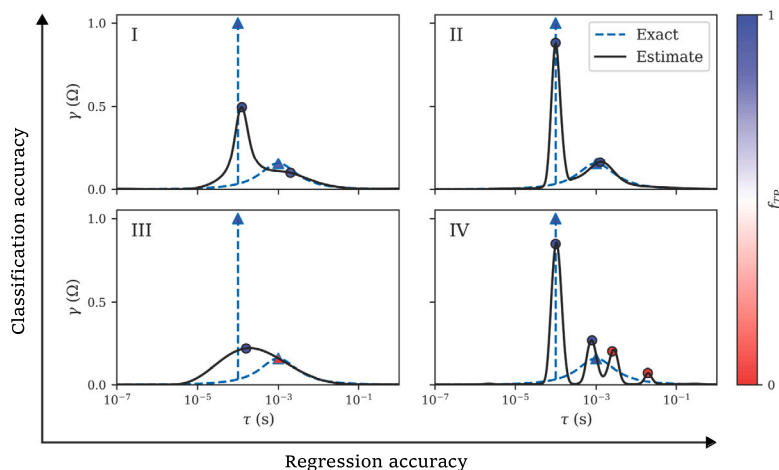 I
II
Exact
Estimate
III
IV
1.0
0.5
0.0
γ (Ω)
1.0
0.5
0.0
γ (Ω)
10⁻⁷
10⁻⁵
10⁻³
10⁻¹
τ (s)
10⁻⁵
10⁻³
10⁻¹
τ (s)
1
0
f_TP
Classification accuracy
Regression accuracy